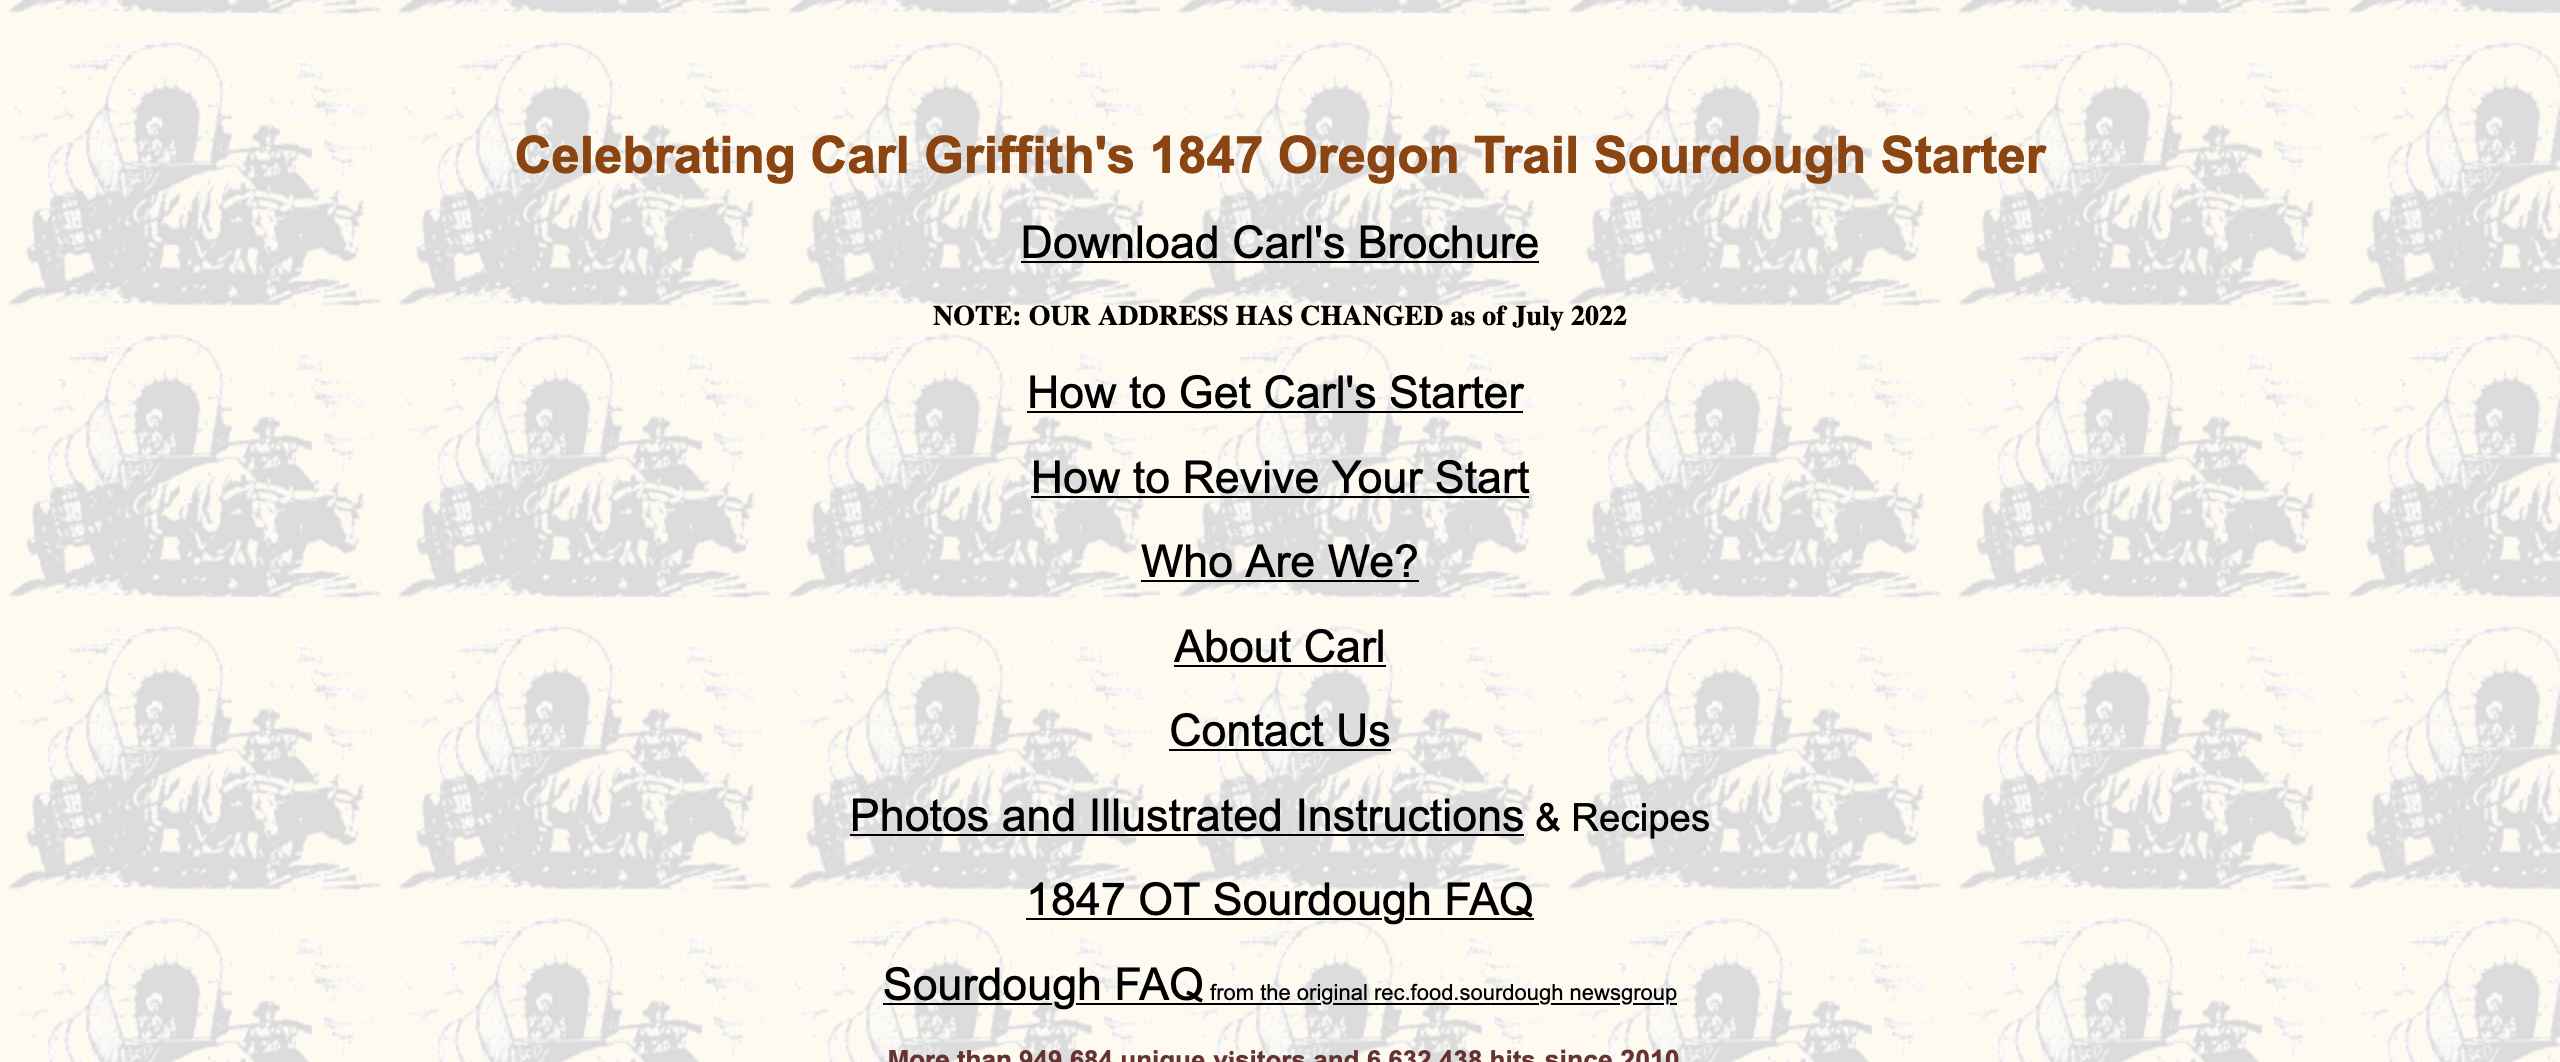 Celebrating Carl Griffith's 1847 Oregon Trail Sourdough Starter
Download Carl's Brochure
NOTE: OUR ADDRESS HAS CHANGED as of July 2022
How to Get Carl's Starter
How to Revive Your Start
Who Are We?
About Carl
Contact Us
Photos and Illustrated Instructions & Recipes
1847 OT Sourdough FAQ
Sourdough FAQ from the original rec.food.sourdough newsgroup
More than 949,684 unique visitors and 6,632,438 hits since 2010